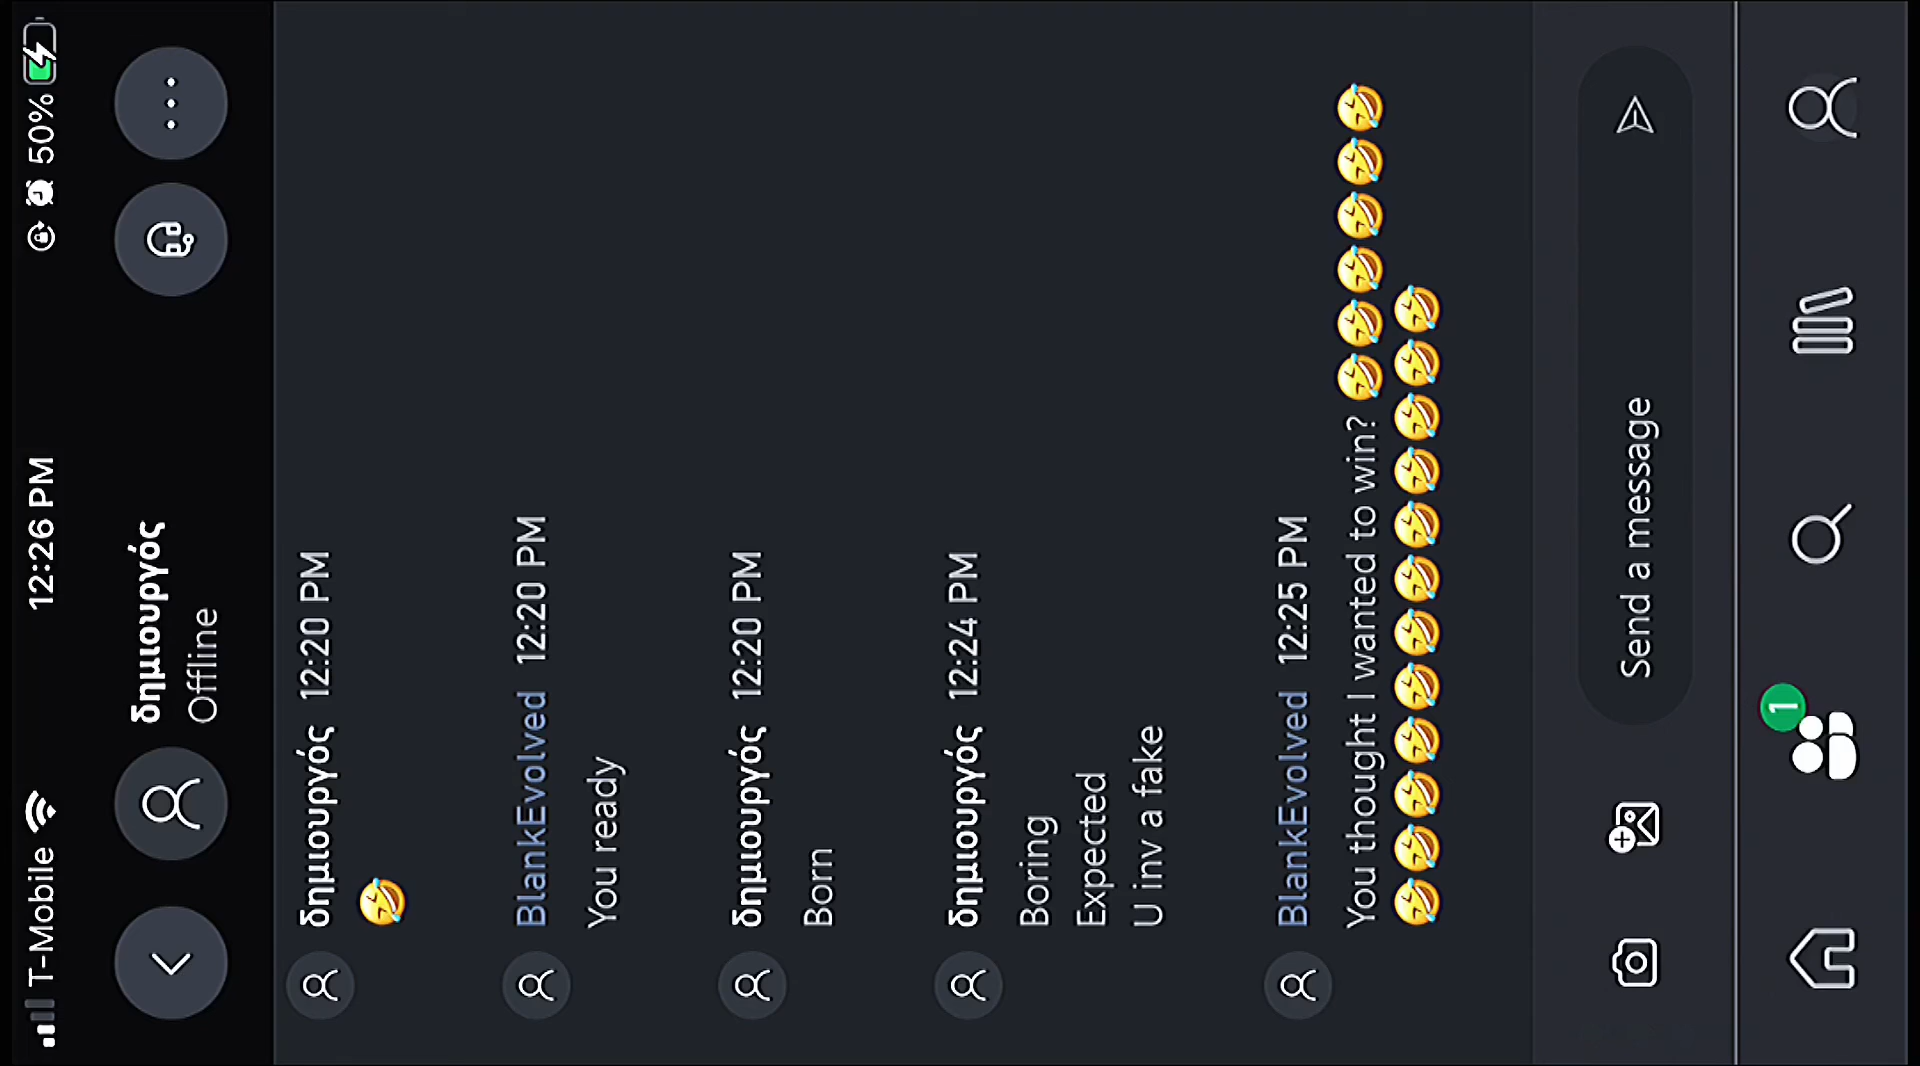 T-Mobile 12:26 PM 50%
δημιουργός
Offline
δημιουργός 12:20 PM
🤣
BlankEvolved 12:20 PM
You ready
δημιουργός 12:20 PM
Born
δημιουργός 12:24 PM
Boring
Expected
U inv a fake
BlankEvolved 12:25 PM
You thought I wanted to win? 🤣🤣🤣🤣🤣🤣
🤣🤣🤣🤣🤣🤣🤣🤣🤣🤣🤣🤣
Send a message
1